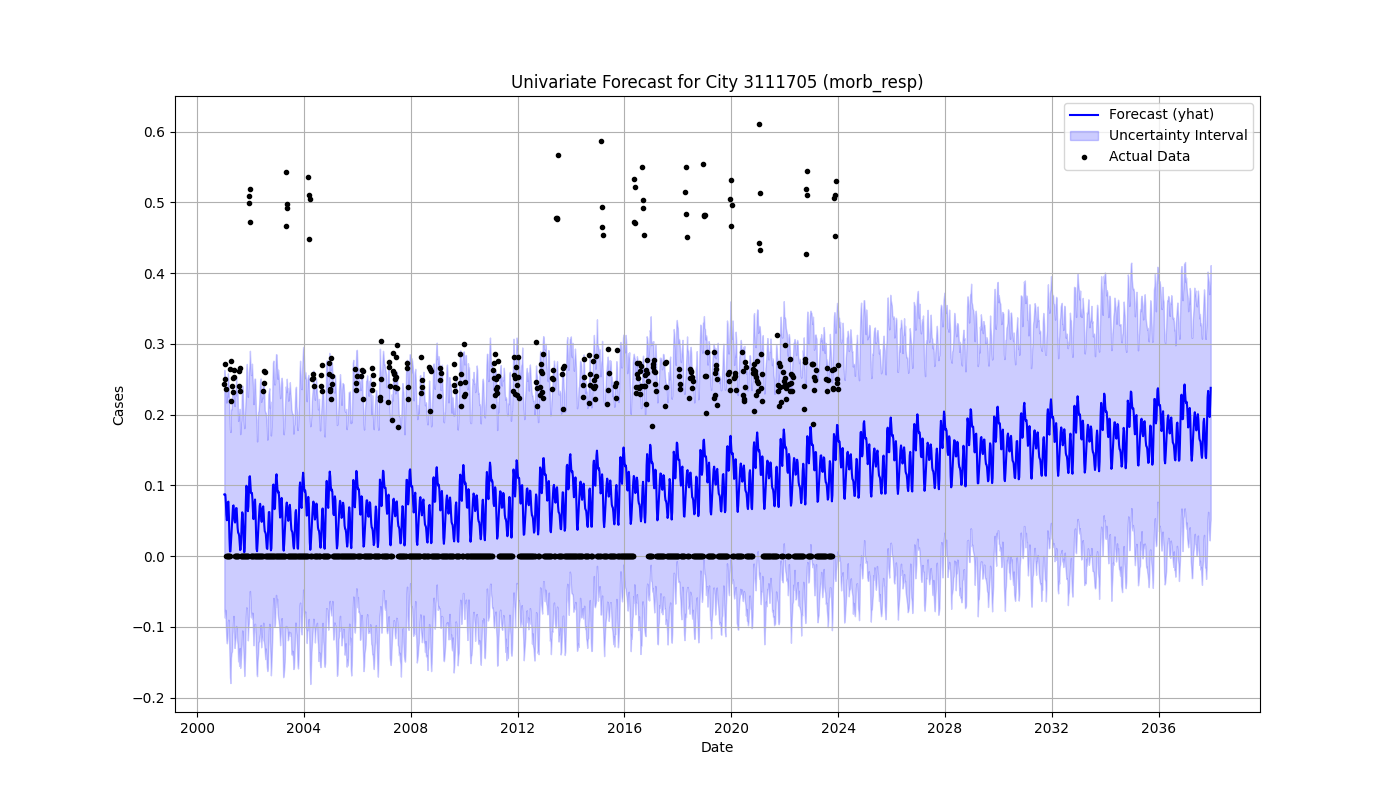 Univariate Forecast for City 3111705 (morb_resp)
Forecast (yhat)
Uncertainty Interval
Actual Data
Cases
0.6
0.5
0.4
0.3
0.2
0.1
0.0
−0.1
−0.2
2000 2004 2008 2012 2016 2020 2024 2028 2032 2036
Date